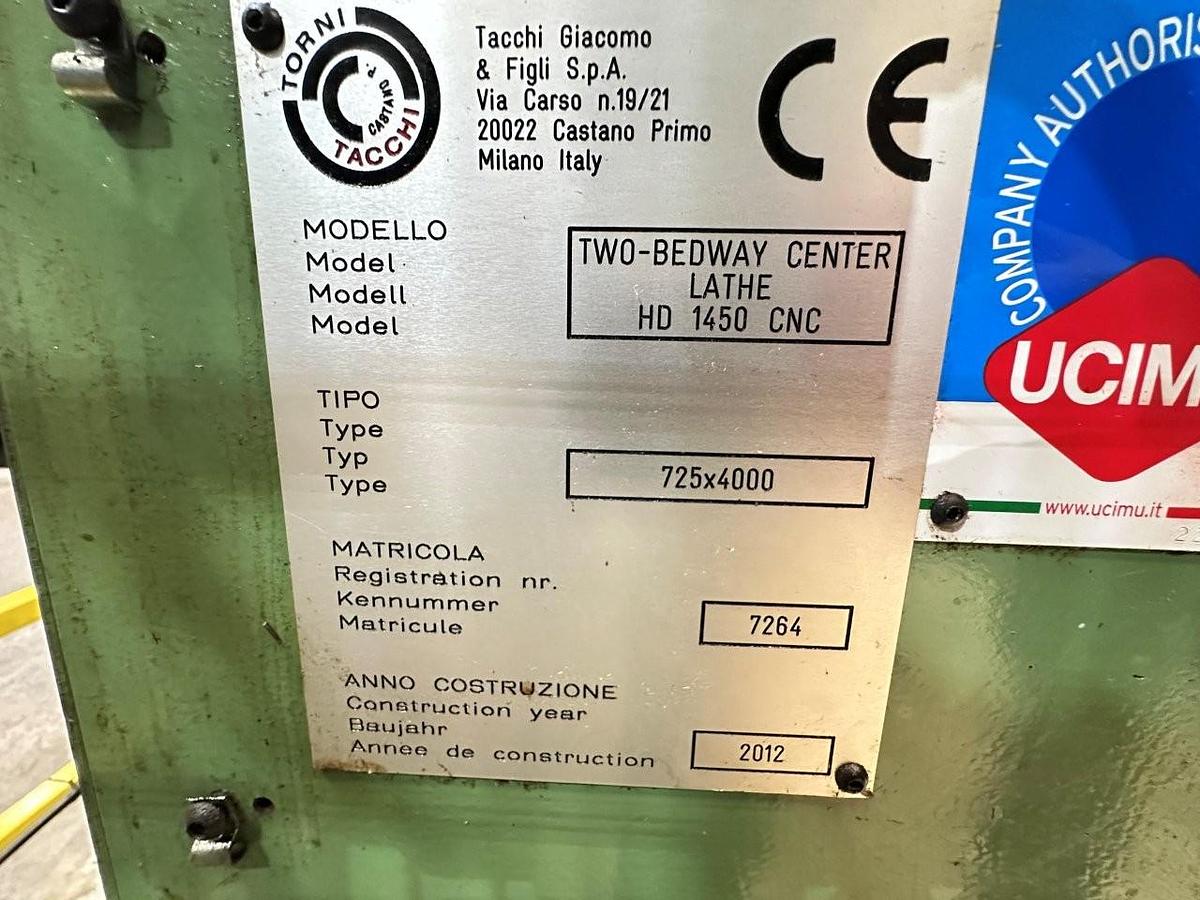 TORNI
TACCHI
CASTANO P.
Tacchi Giacomo
& Figli S.p.A.
Via Carso n.19/21
20022 Castano Primo
Milano Italy
CE
MODELLO
Model
Modell
Model
TWO-BEDWAY CENTER
LATHE
HD 1450 CNC
TIPO
Type
Typ
Type
725x4000
MATRICOLA
Registration nr.
Kennummer
Matricule
7264
ANNO COSTRUZIONE
Construction year
Baujahr
Annee de construction
2012
COMPANY AUTHORIS
UCIM
www.ucimu.it